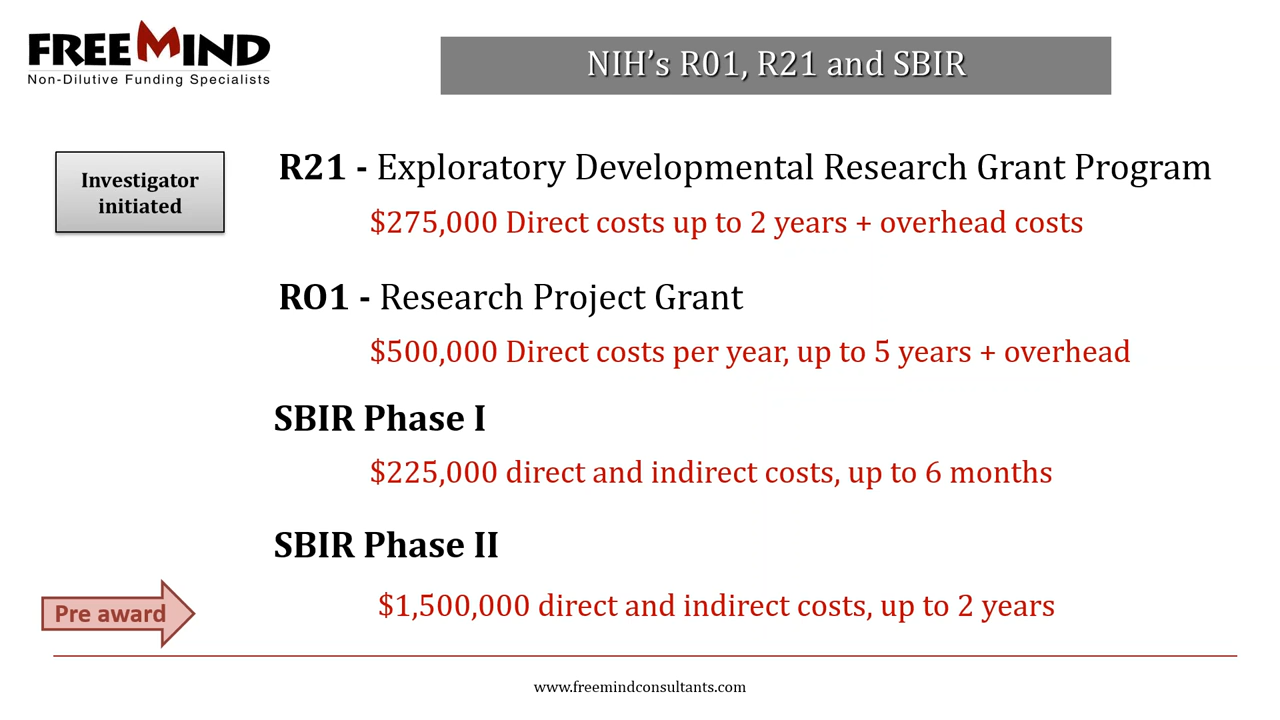 FREEMIND
Non-Dilutive Funding Specialists
NIH's R01, R21 and SBIR
Investigator
initiated
R21 - Exploratory Developmental Research Grant Program
$275,000 Direct costs up to 2 years + overhead costs
RO1 - Research Project Grant
$500,000 Direct costs per year, up to 5 years + overhead
SBIR Phase I
$225,000 direct and indirect costs, up to 6 months
SBIR Phase II
Pre award
$1,500,000 direct and indirect costs, up to 2 years
www.freemindconsultants.com